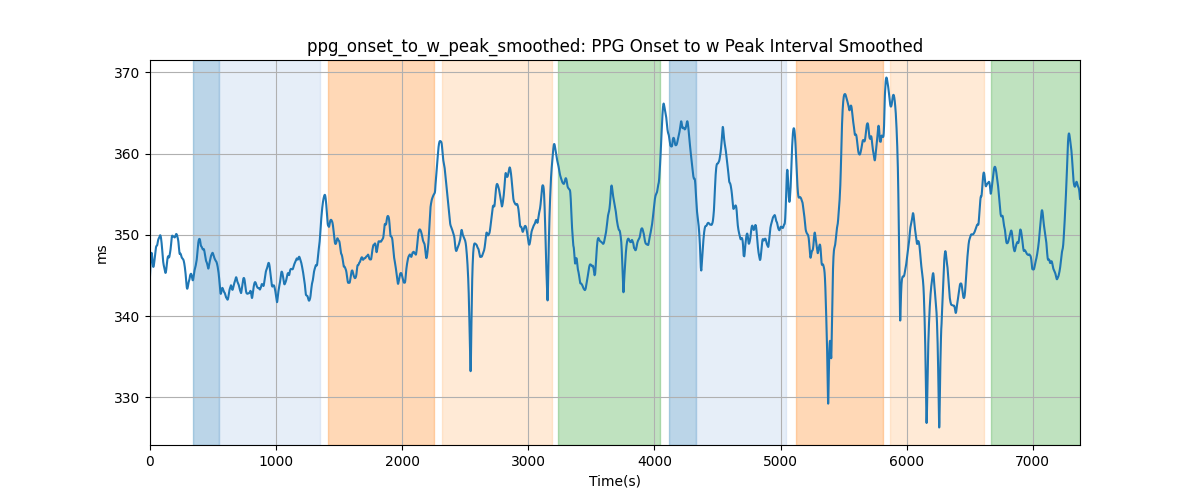 ppg_onset_to_w_peak_smoothed: PPG Onset to w Peak Interval Smoothed
370
360
350
340
330
ms
0 1000 2000 3000 4000 5000 6000 7000
Time(s)